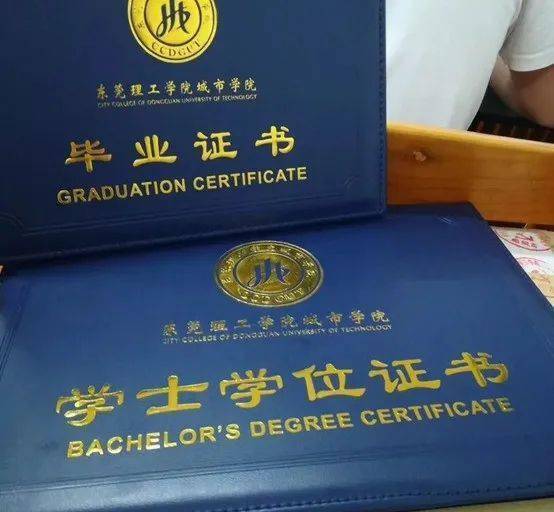 CCDGUT
东莞理工学院城市学院
CITY COLLEGE OF DONGGUAN UNIVERSITY OF TECHNOLOGY
毕业证书
GRADUATION CERTIFICATE
东莞理工学院城市学院
CITY COLLEGE OF DONGGUAN UNIVERSITY OF TECHNOLOGY
学士学位证书
BACHELOR'S DEGREE CERTIFICATE